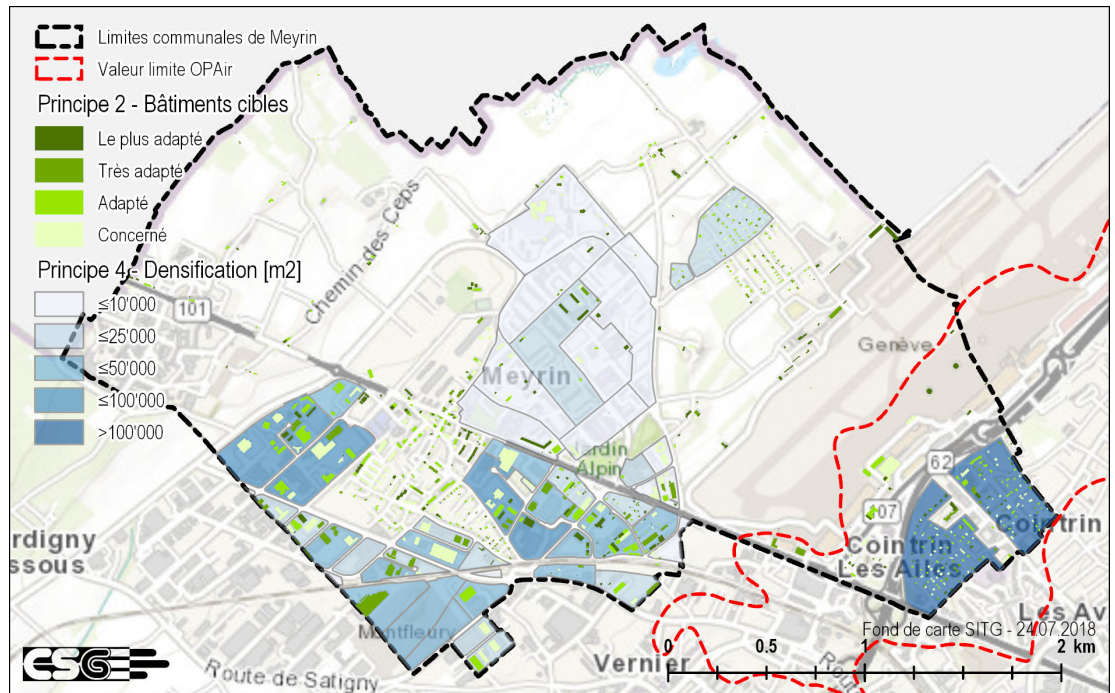 Limites communales de Meyrin
Valeur limite OPAir
Principe 2 - Bâtiments cibles
Le plus adapté
Très adapté
Adapté
Concerné
Principe 4 - Densification [m2]
≤10'000
≤25'000
≤50'000
≤100'000
>100'000
101
Chemin des Ceps
Meyrin
Genève
Jardin
Alpin
62
107
Cointrin
Cointrin
Les Ailes
rdigny
ssous
Montfleury
Vernier
Route de Satigny
Rout
Les Av
Fond de carte SITG - 24.07.2018
0 0.5 1 2 km
CSGE